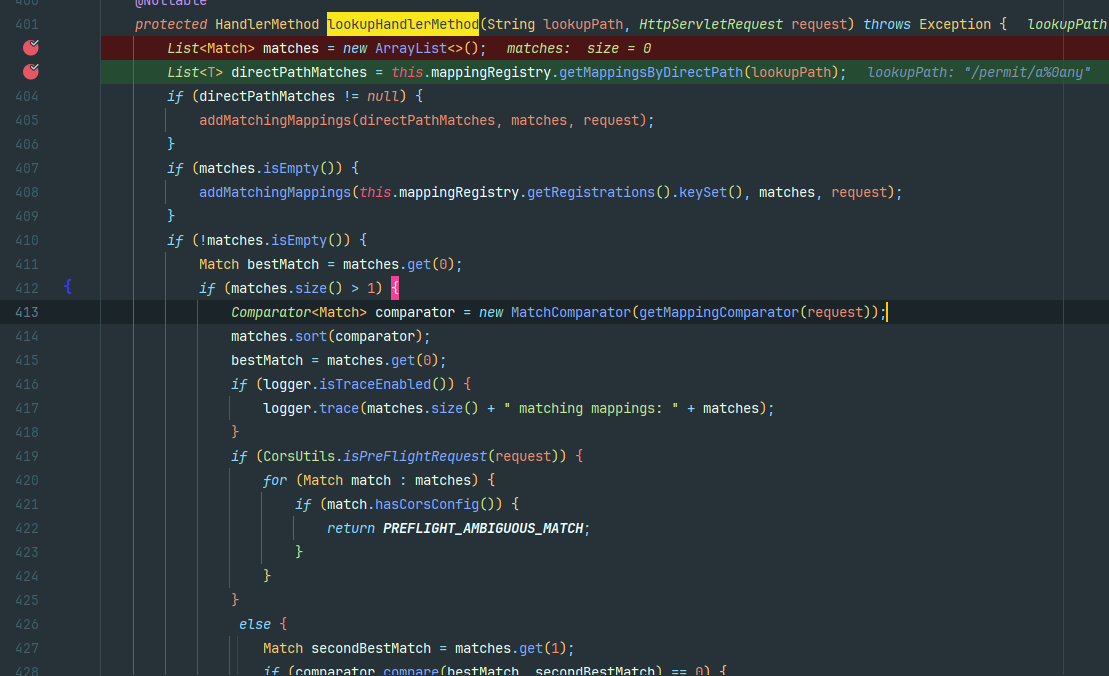 400 @Nullable
401 protected HandlerMethod lookupHandlerMethod(String lookupPath, HttpServletRequest request) throws Exception { lookupPath
List<Match> matches = new ArrayList<>(); matches: size = 0
List<T> directPathMatches = this.mappingRegistry.getMappingsByDirectPath(lookupPath); lookupPath: "/permit/a%0any"
404 if (directPathMatches != null) {
405 addMatchingMappings(directPathMatches, matches, request);
406 }
407 if (matches.isEmpty()) {
408 addMatchingMappings(this.mappingRegistry.getRegistrations().keySet(), matches, request);
409 }
410 if (!matches.isEmpty()) {
411 Match bestMatch = matches.get(0);
412 { if (matches.size() > 1) {
413 Comparator<Match> comparator = new MatchComparator(getMappingComparator(request));
414 matches.sort(comparator);
415 bestMatch = matches.get(0);
416 if (logger.isTraceEnabled()) {
417 logger.trace(matches.size() + " matching mappings: " + matches);
418 }
419 if (CorsUtils.isPreFlightRequest(request)) {
420 for (Match match : matches) {
421 if (match.hasCorsConfig()) {
422 return PREFLIGHT_AMBIGUOUS_MATCH;
423 }
424 }
425 }
426 else {
427 Match secondBestMatch = matches.get(1);
428 if (comparator.compare(bestMatch, secondBestMatch) == 0) {